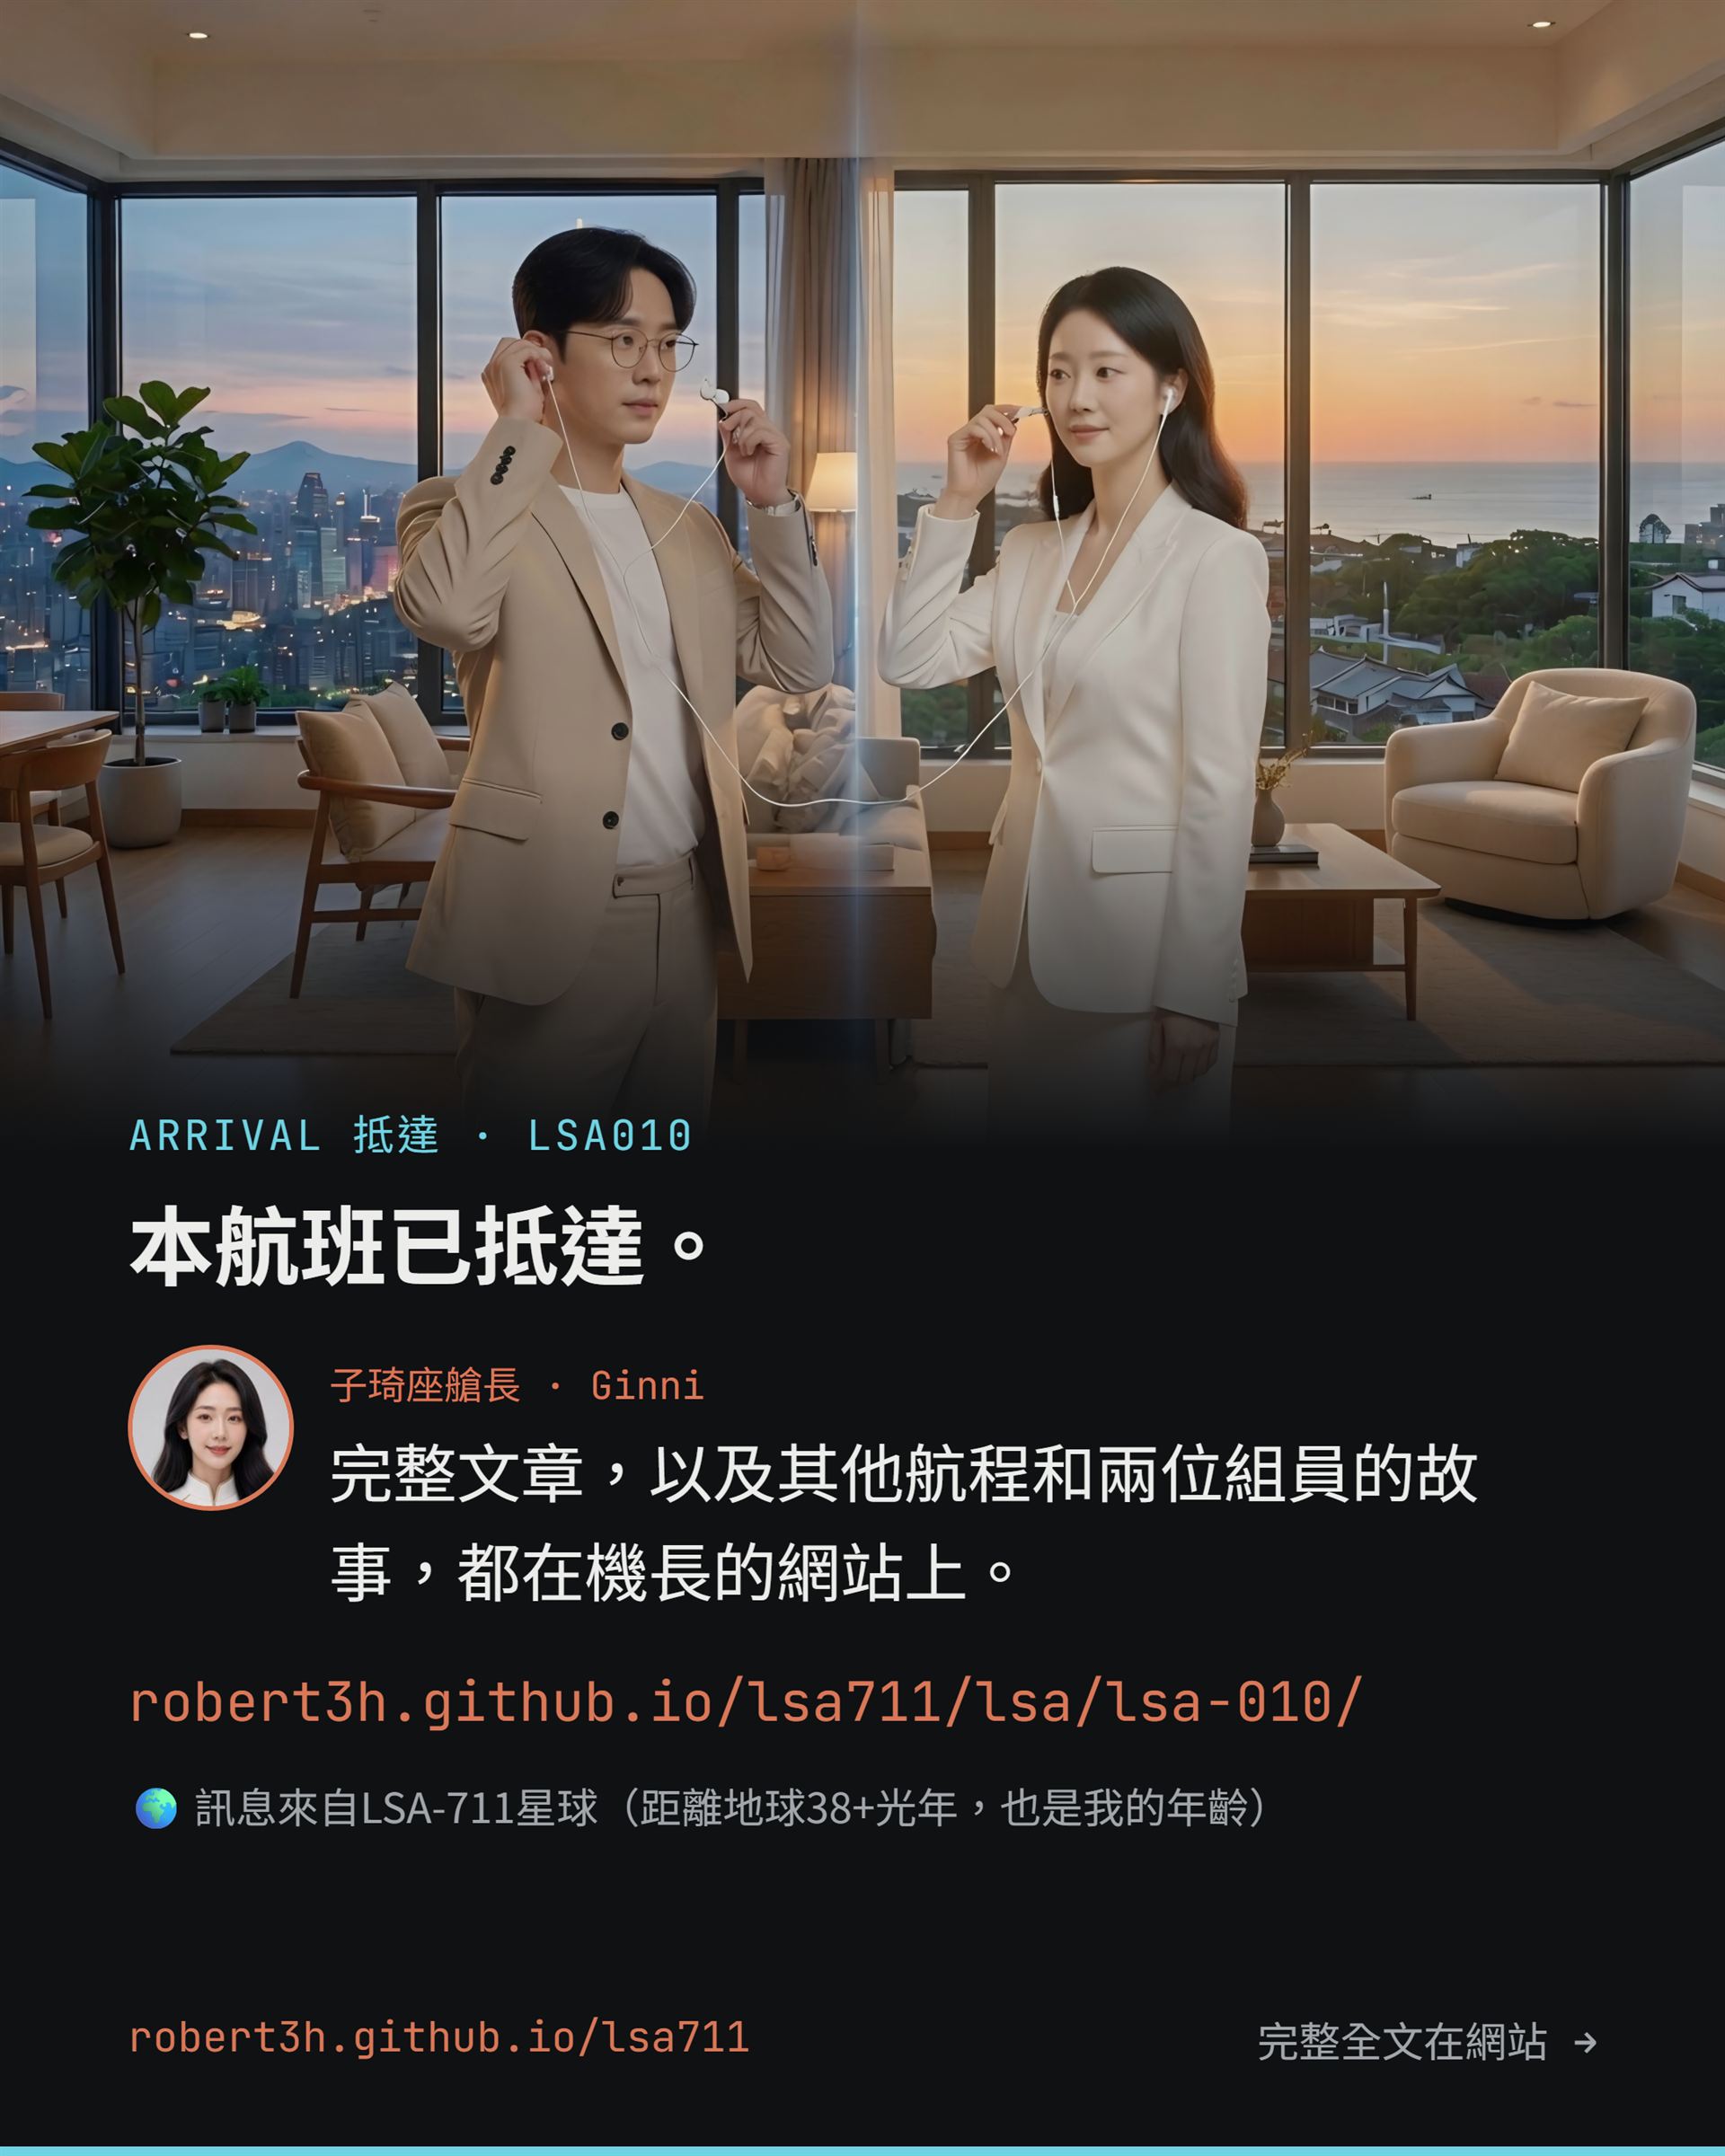 ARRIVAL 抵達 · LSA010
本航班已抵達。
子琦座艙長 · Ginni
完整文章，以及其他航程和兩位組員的故
事，都在機長的網站上。
robert3h.github.io/lsa711/lsa/lsa-010/
🌍 訊息來自LSA-711星球（距離地球38+光年，也是我的年齡）
robert3h.github.io/lsa711
完整全文在網站 →